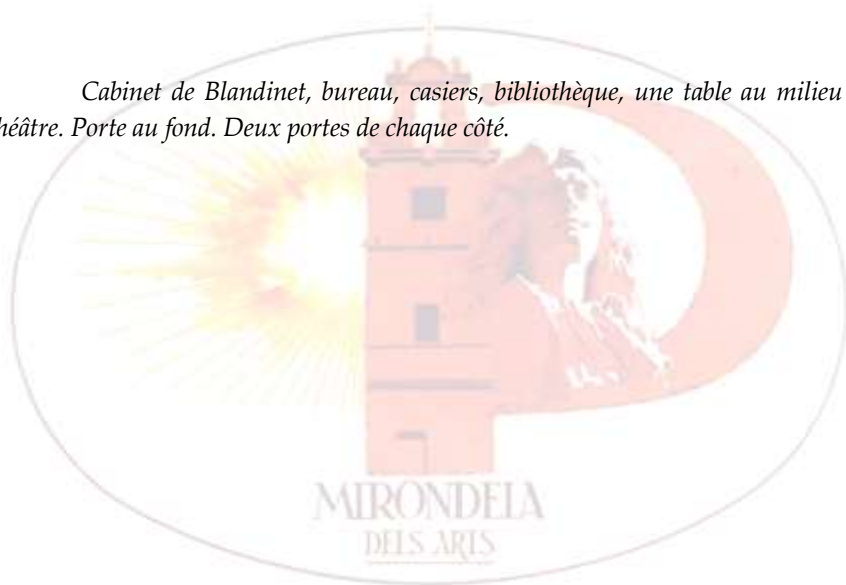 Cabinet de Blandinet, bureau, casiers, bibliothèque, une table au milieu
héâtre. Porte au fond. Deux portes de chaque côté.
MIRONDELA
DELS ARTS